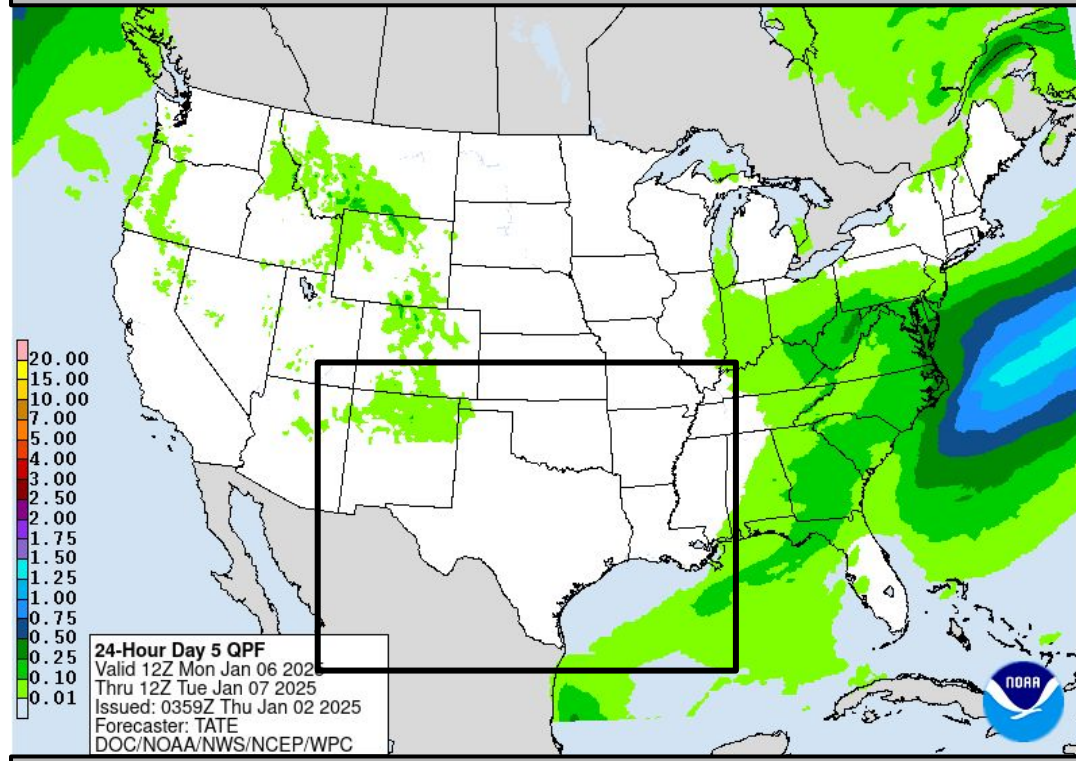 20.00
15.00
10.00
7.00
5.00
4.00
3.00
2.50
2.00
1.75
1.50
1.25
1.00
0.75
0.50
0.25
0.10
0.01
24-Hour Day 5 QPF
Valid 12Z Mon Jan 06 2025
Thru 12Z Tue Jan 07 2025
Issued: 0359Z Thu Jan 02 2025
Forecaster: TATE
DOC/NOAA/NWS/NCEP/WPC
NOAA